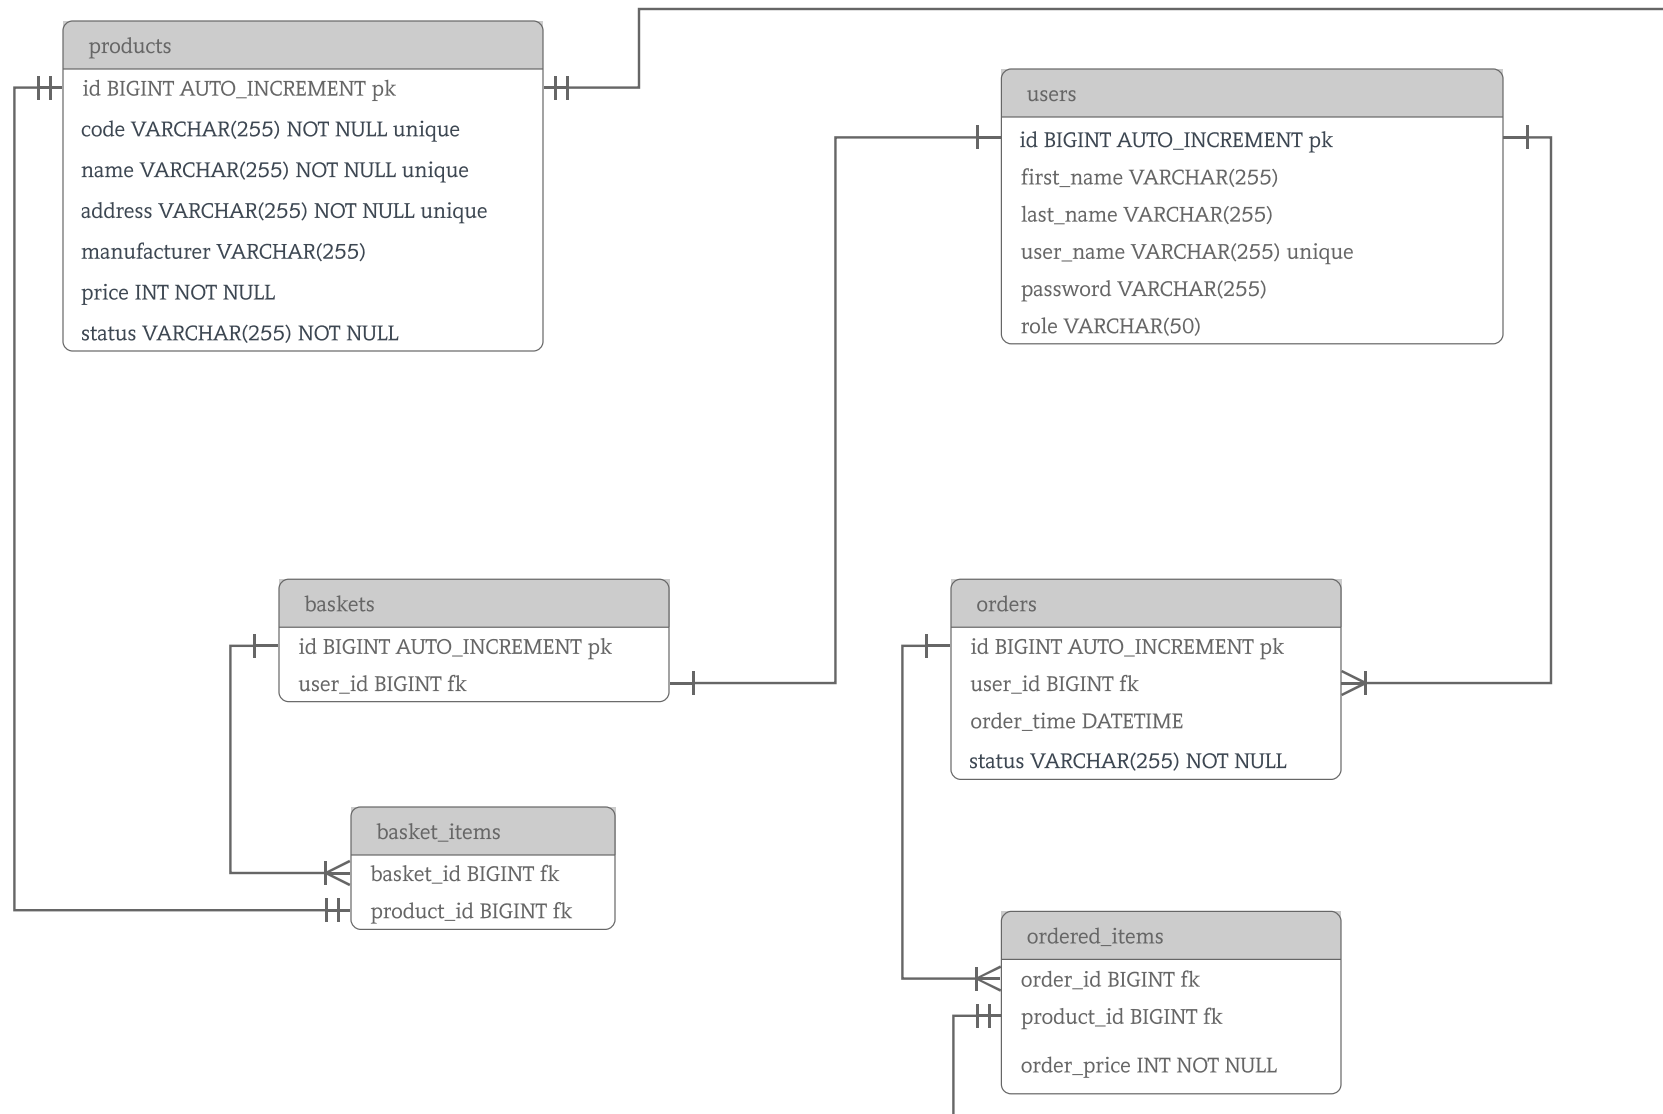 products
id BIGINT AUTO_INCREMENT pk
code VARCHAR(255) NOT NULL unique
name VARCHAR(255) NOT NULL unique
address VARCHAR(255) NOT NULL unique
manufacturer VARCHAR(255)
price INT NOT NULL
status VARCHAR(255) NOT NULL
users
id BIGINT AUTO_INCREMENT pk
first_name VARCHAR(255)
last_name VARCHAR(255)
user_name VARCHAR(255) unique
password VARCHAR(255)
role VARCHAR(50)
baskets
id BIGINT AUTO_INCREMENT pk
user_id BIGINT fk
orders
id BIGINT AUTO_INCREMENT pk
user_id BIGINT fk
order_time DATETIME
status VARCHAR(255) NOT NULL
basket_items
basket_id BIGINT fk
product_id BIGINT fk
ordered_items
order_id BIGINT fk
product_id BIGINT fk
order_price INT NOT NULL